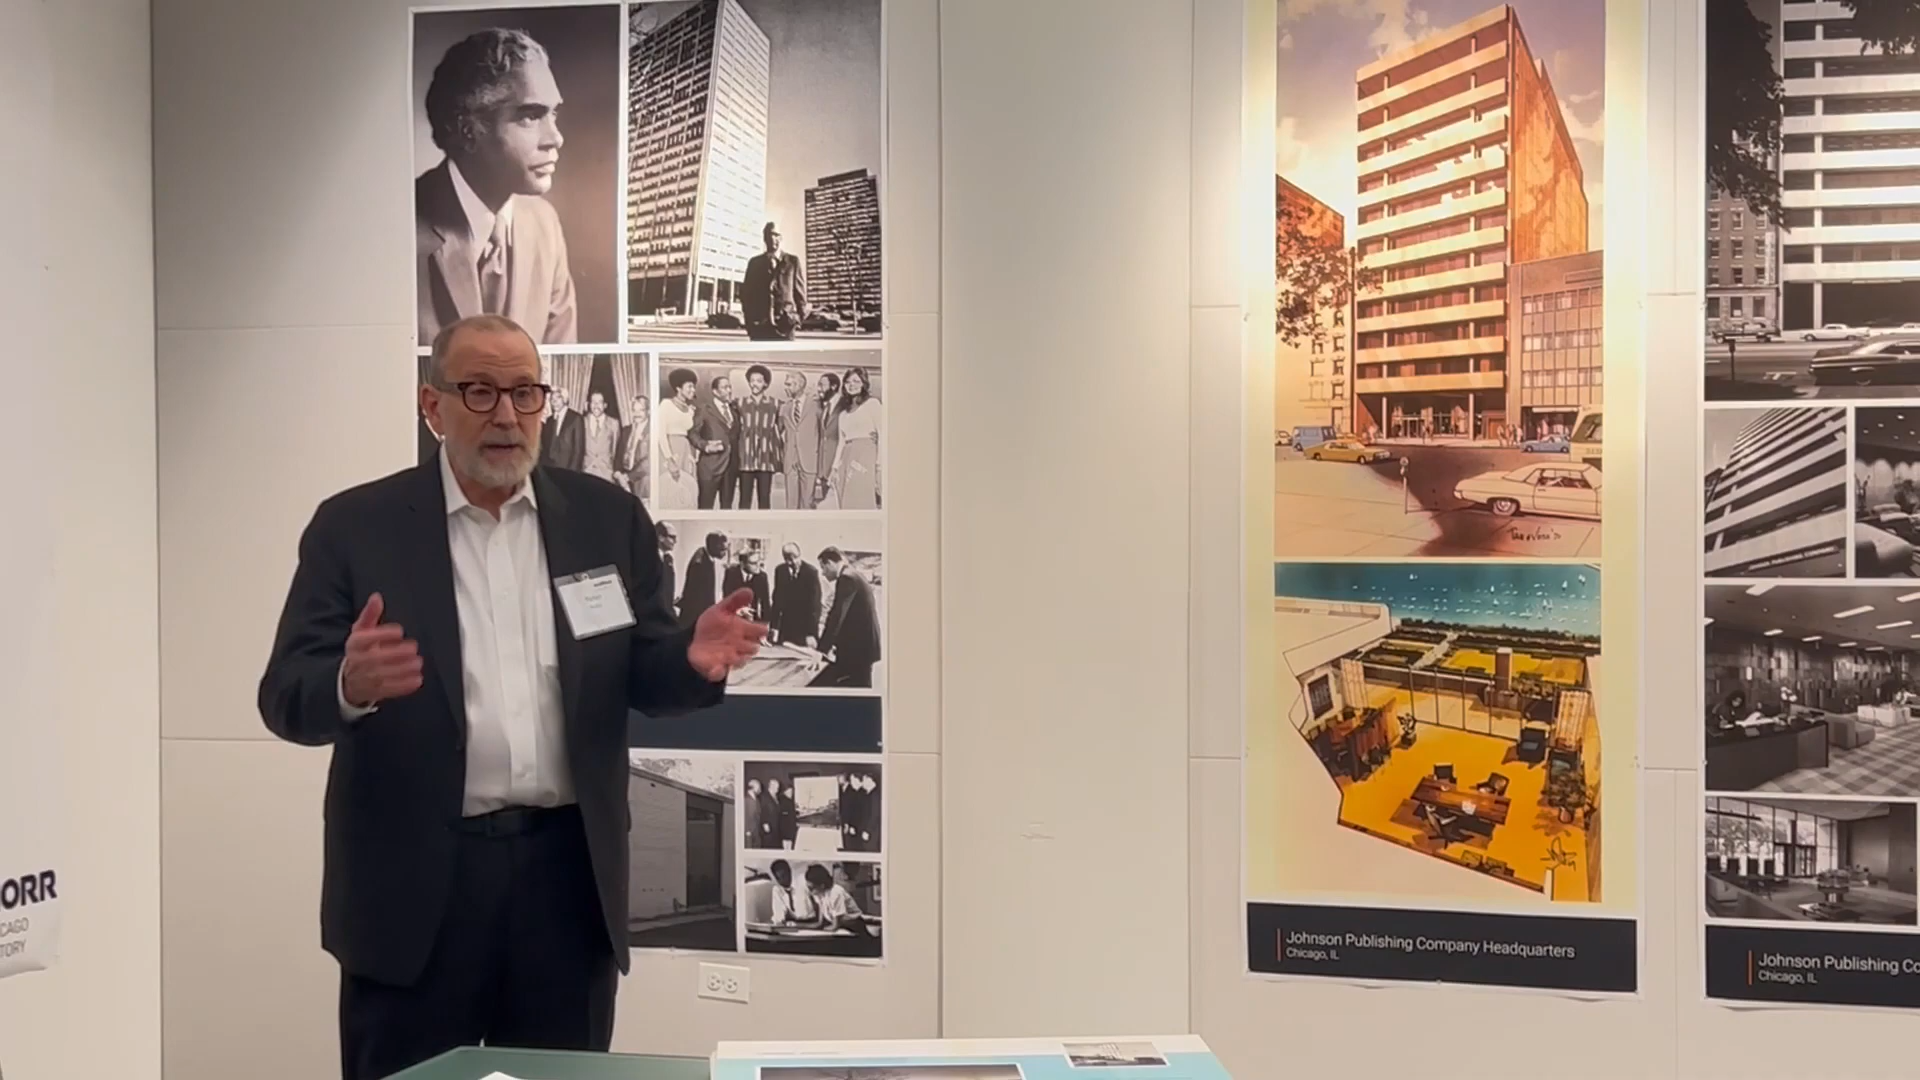 ORR
CAGO
TORY
Johnson Publishing Company Headquarters
Chicago, IL
Johnson Publishing Co
Chicago, IL